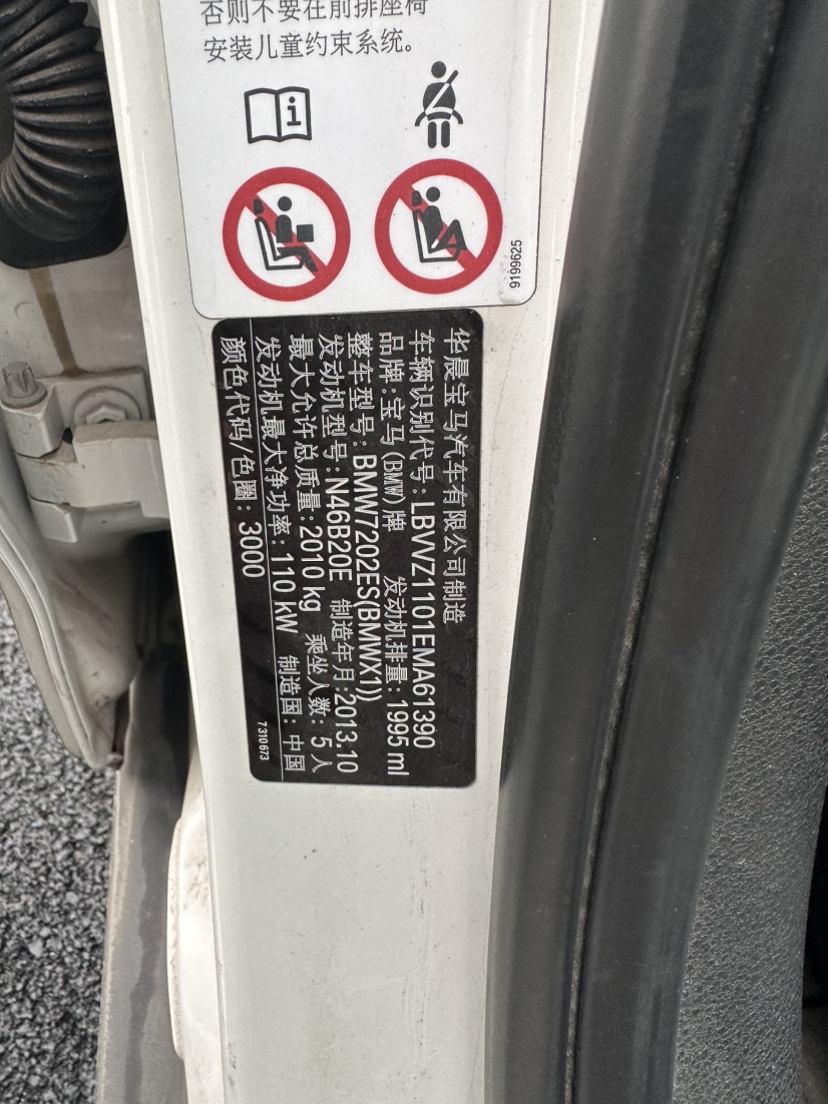 否则不要在前排座椅
安装儿童约束系统。
i
9199625
华晨宝马汽车有限公司制造
车辆识别代号: LBVVZ1101EMA61390
品牌:宝马(BMW)牌 发动机排量: 1995 ml
整车型号: BMW7202ES(BMWX1))
发动机型号: N46B20E 制造年月:2013.10
最大允许总质量:2010 kg 乘坐人数: 5 人
发动机最大净功率: 110 kW 制造国: 中国
颜色代码/色圈: 3000
7310673